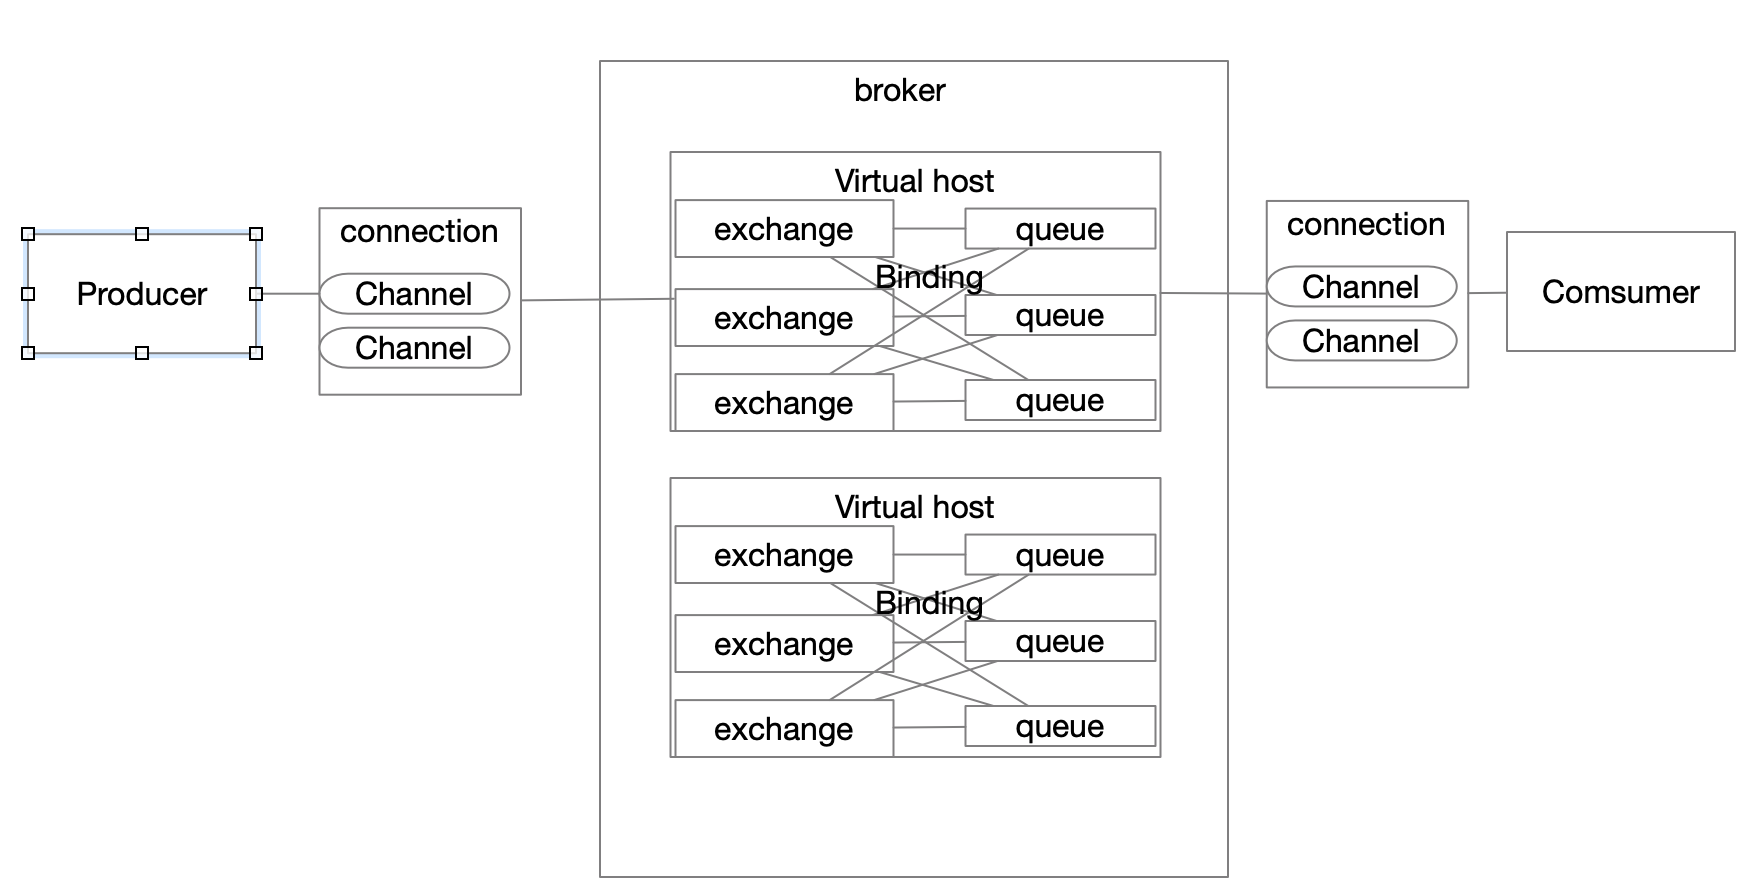 broker
Producer
connection
Channel
Channel
Virtual host
exchange
queue
Binding
exchange
queue
exchange
queue
Virtual host
exchange
queue
Binding
exchange
queue
exchange
queue
connection
Channel
Channel
Comsumer